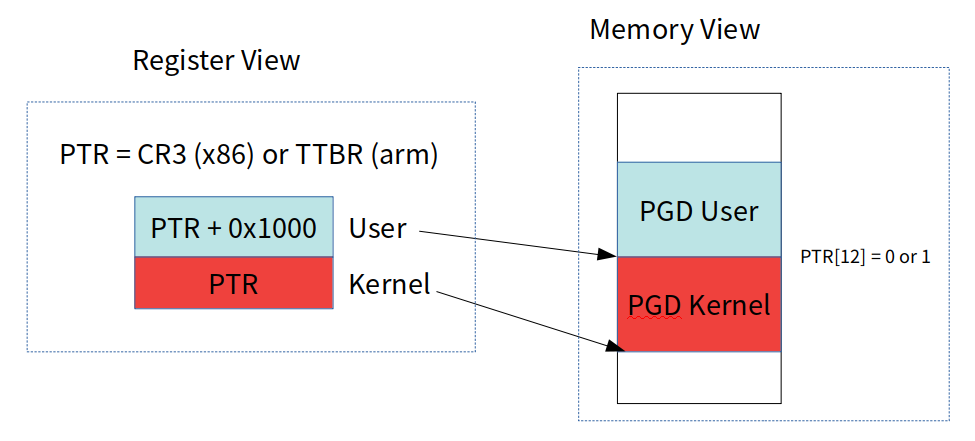 Register View
PTR = CR3 (x86) or TTBR (arm)
PTR + 0x1000 User
PTR Kernel
Memory View
PGD User
PGD Kernel
PTR[12] = 0 or 1